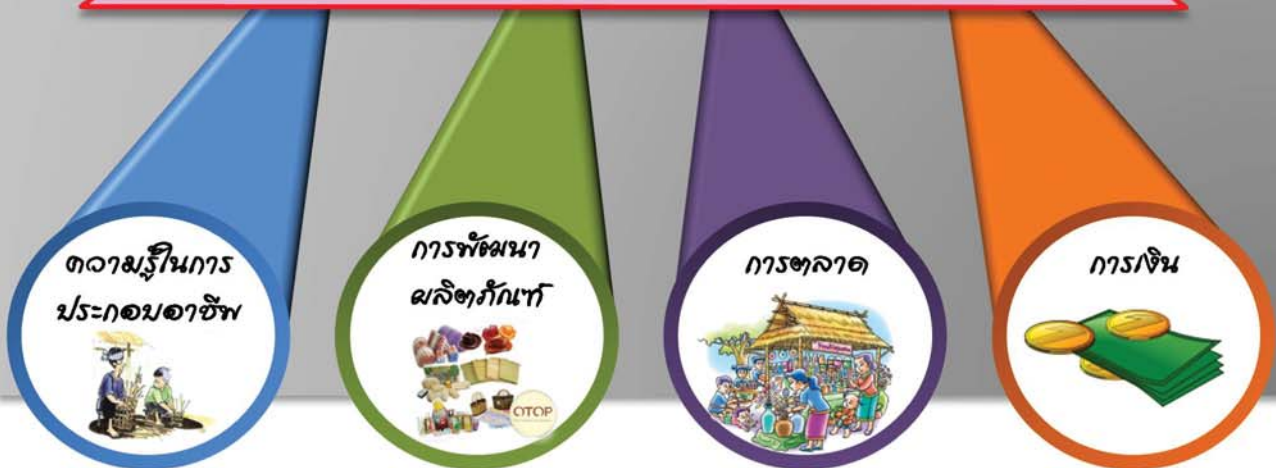 ความรู้ในการ
ประกอบอาชีพ
การพัฒนา
ผลิตภัณฑ์
OTOP
การตลาด
การเงิน